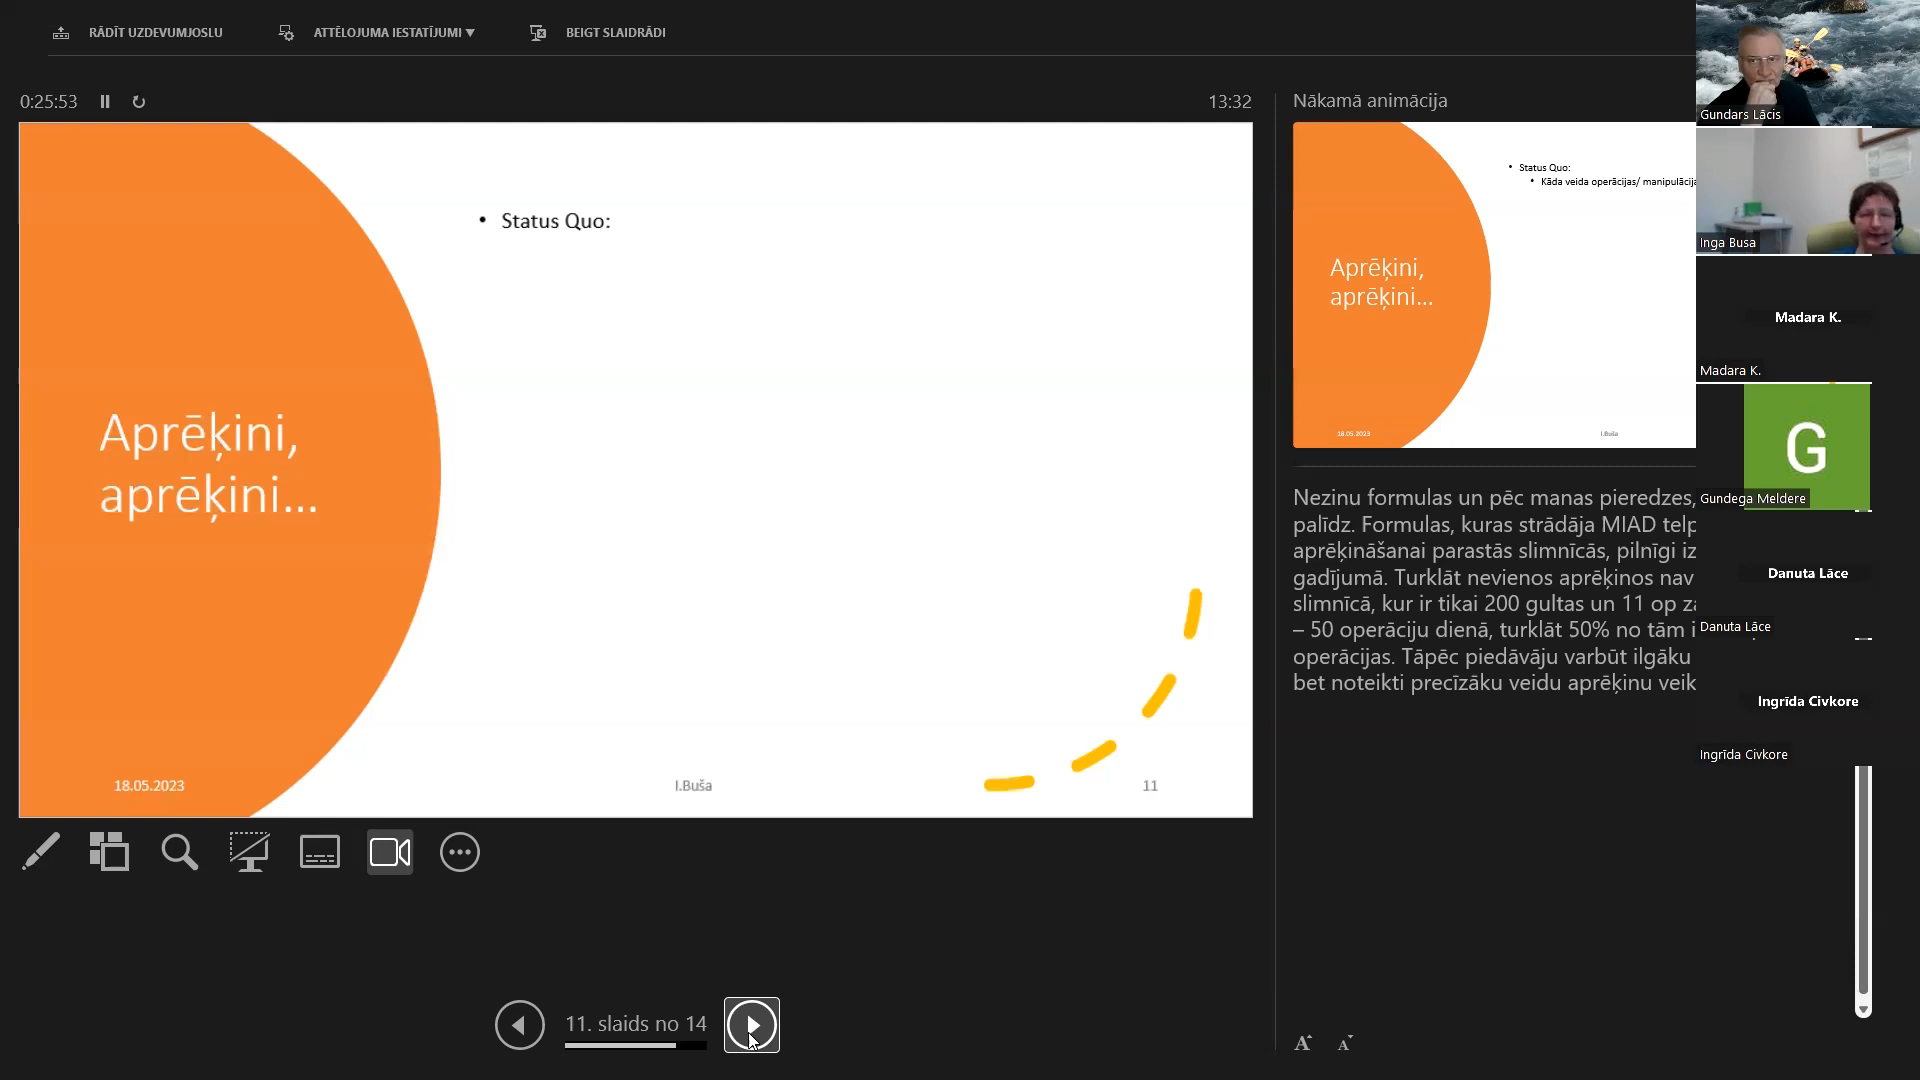 RĀDĪT UZDEVUMJOSLU
ATTĒLOJUMA IESTATĪJUMI ▼
BEIGT SLAIDRĀDI
0:25:53
13:32
• Status Quo:
Aprēķini,
aprēķini...
18.05.2023
I.Buša
11
11. slaids no 14
Nākamā animācija
• Status Quo:
• Kāda veida operācijas/
Aprēķini,
aprēķini...
18.05.2023
I.Buša
Nezinu formulas un pēc manas pieredzes,
palīdz. Formulas, kuras strādāja MIAD
aprēķināšanai parastās slimnīcās, pilnīgi
gadījumā. Turklāt nevienos aprēķinos nav
slimnīcā, kur ir tikai 200 gultas un 11 op
– 50 operāciju dienā, turklāt 50% no tām
operācijas. Tāpēc piedāvāju varbūt ilgāku
bet noteikti precīzāku veidu aprēķinu
A A
Gundars Lācis
Inga Busa
Madara K.
Madara K.
G
Gundega Meldere
Danuta Lāce
Danuta Lāce
Ingrīda Civkore
Ingrīda Civkore